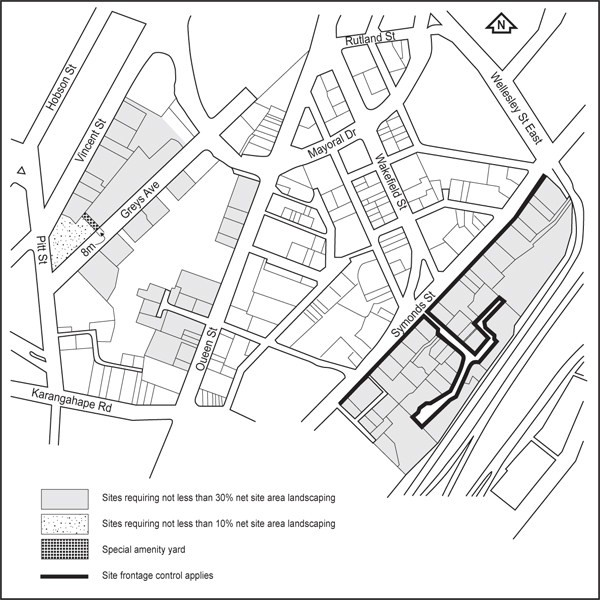 N
Rutland St
Hobson St
Wellesley St East
Vincent St
Mayoral Dr
Wakefield St
Greys Ave
8m
Pitt St
Symonds St
Queen St
Karangahape Rd
Sites requiring not less than 30% net site area landscaping
Sites requiring not less than 10% net site area landscaping
Special amenity yard
Site frontage control applies